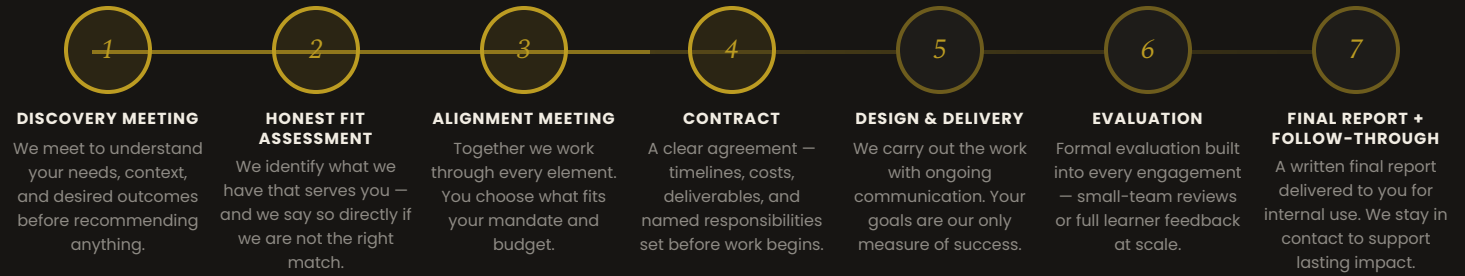 1
2
3
4
5
6
7
DISCOVERY MEETING
We meet to understand
your needs, context,
and desired outcomes
before recommending
anything.
HONEST FIT
ASSESSMENT
We identify what we
have that serves you —
and we say so directly if
we are not the right
match.
ALIGNMENT MEETING
Together we work
through every element.
You choose what fits
your mandate and
budget.
CONTRACT
A clear agreement —
timelines, costs,
deliverables, and
named responsibilities
set before work begins.
DESIGN & DELIVERY
We carry out the work
with ongoing
communication. Your
goals are our only
measure of success.
EVALUATION
Formal evaluation built
into every engagement
— small-team reviews
or full learner feedback
at scale.
FINAL REPORT +
FOLLOW-THROUGH
A written final report
delivered to you for
internal use. We stay in
contact to support
lasting impact.